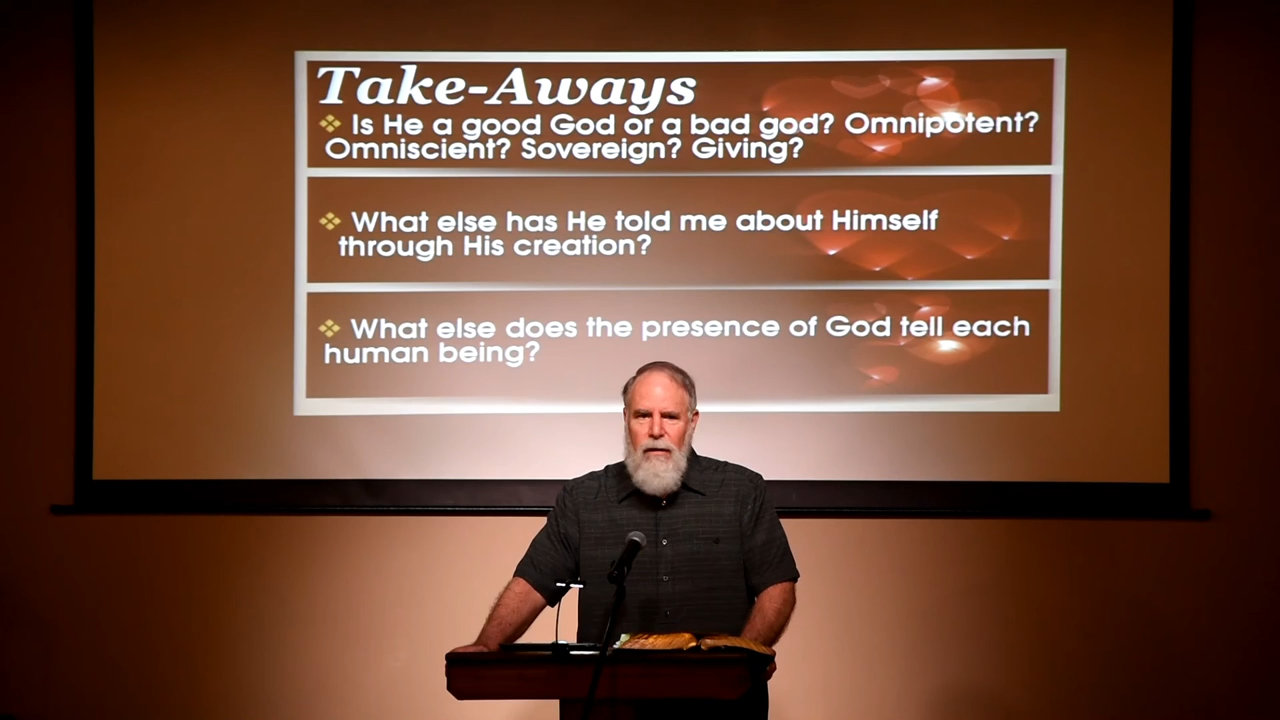 Take-Aways
❖ Is He a good God or a bad god? Omnipotent?
Omniscient? Sovereign? Giving?
❖ What else has He told me about Himself
through His creation?
❖ What else does the presence of God tell each
human being?